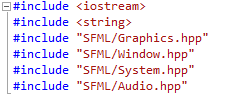 #include <iostream>
#include <string>
#include "SFML/Graphics.hpp"
#include "SFML/Window.hpp"
#include "SFML/System.hpp"
#include "SFML/Audio.hpp"